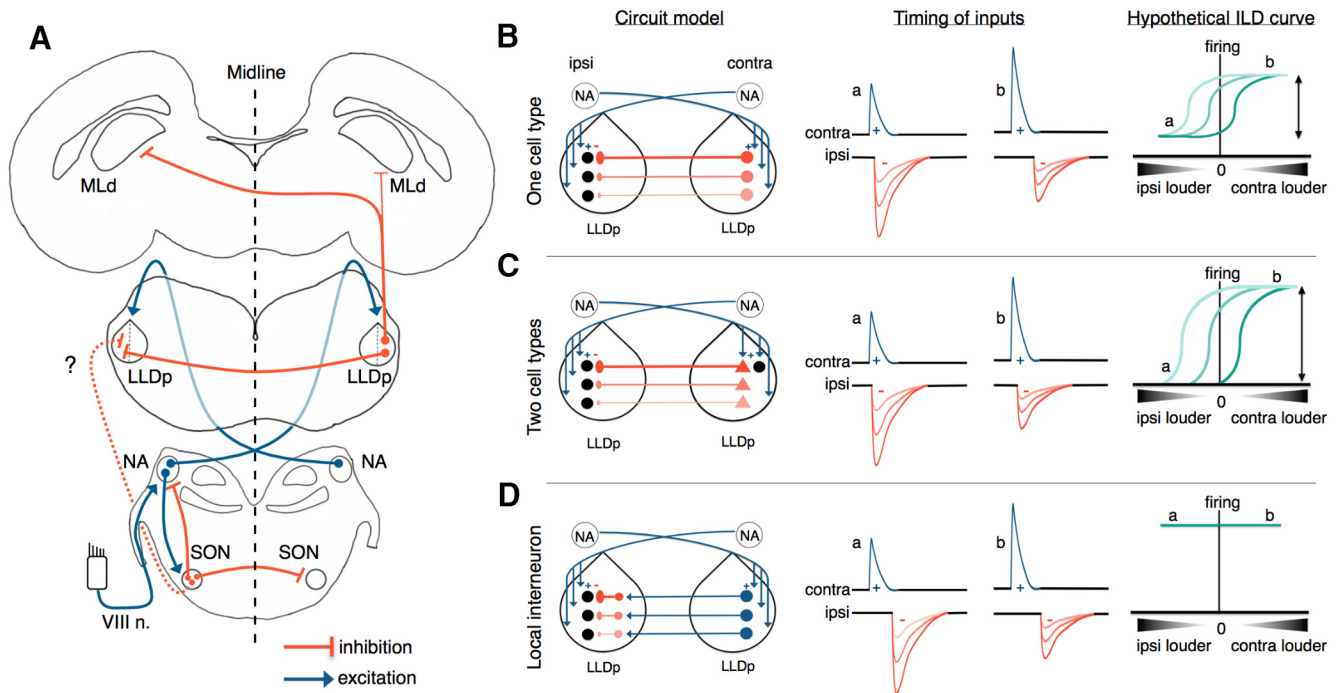 A
Midline
MLd
MLd
?
LLDp
LLDp
NA
NA
SON
SON
VIII n.
inhibition
excitation
Circuit model
Timing of inputs
Hypothetical ILD curve
B
One cell type
ipsi
contra
NA
NA
+ -
+
LLDp
LLDp
a
b
contra
+
+
ipsi
-
-
firing
b
a
0
ipsi louder
contra louder
C
Two cell types
NA
NA
+ -
+
LLDp
LLDp
a
b
contra
+
+
ipsi
-
-
firing
b
a
0
ipsi louder
contra louder
D
Local interneuron
NA
NA
+ -
+
LLDp
LLDp
a
b
contra
+
+
ipsi
-
-
firing
a
b
0
ipsi louder
contra louder